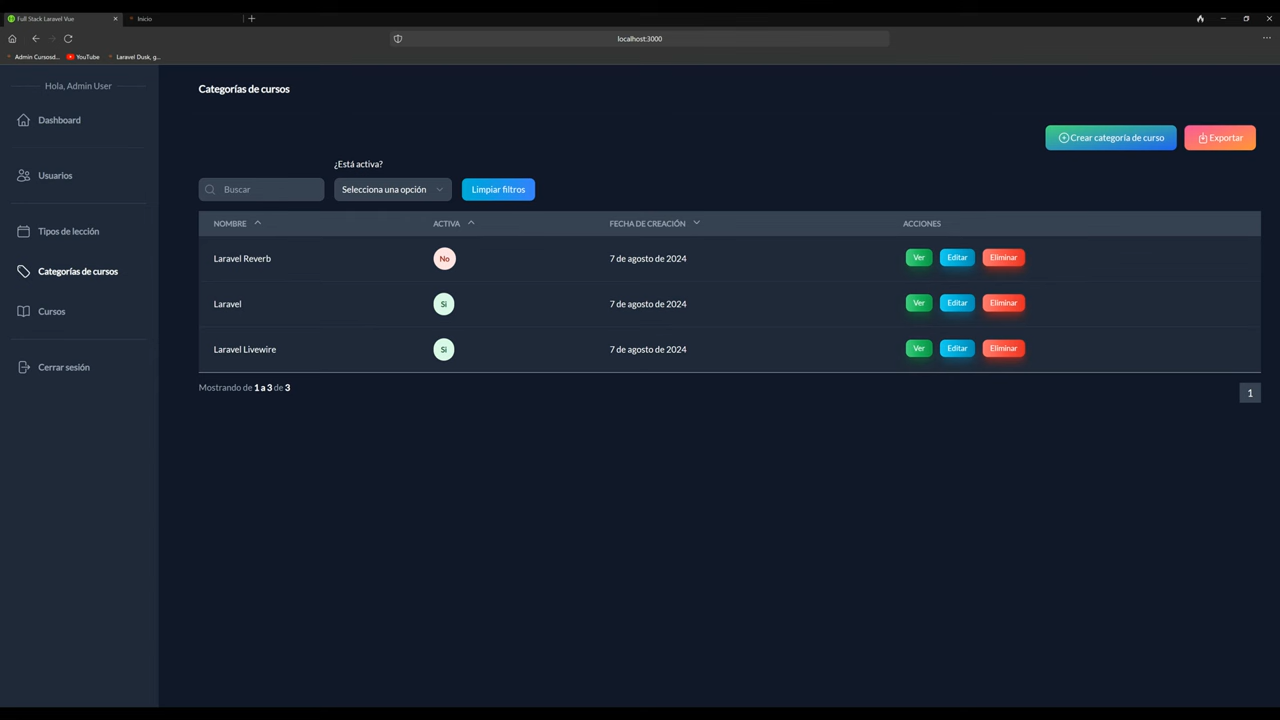 Full Stack Laravel Vue
Inicio
localhost:3000
Admin Cursosd...
YouTube
Laravel Dusk, g...
Hola, Admin User
Dashboard
Usuarios
Tipos de lección
Categorías de cursos
Cursos
Cerrar sesión
Categorías de cursos
Crear categoría de curso
Exportar
¿Está activa?
Buscar
Selecciona una opción
Limpiar filtros
NOMBRE ACTIVA FECHA DE CREACIÓN ACCIONES
Laravel Reverb No 7 de agosto de 2024 Ver Editar Eliminar
Laravel Si 7 de agosto de 2024 Ver Editar Eliminar
Laravel Livewire Si 7 de agosto de 2024 Ver Editar Eliminar
Mostrando de 1 a 3 de 3
1